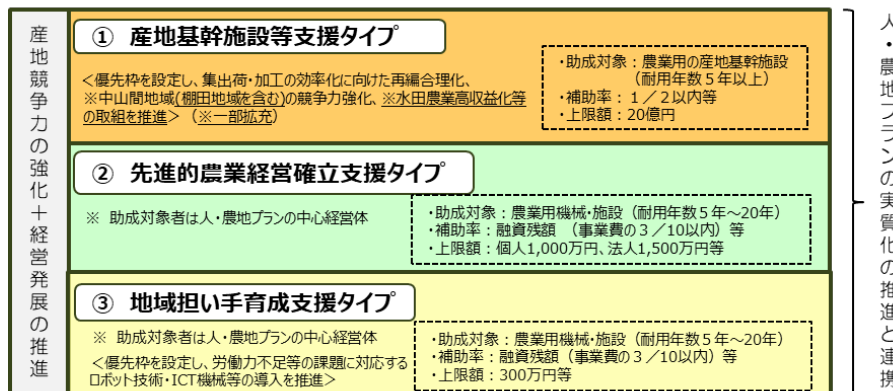 産地競争力の強化＋経営発展の推進
① 産地基幹施設等支援タイプ
＜優先枠を設定し、集出荷・加工の効率化に向けた再編合理化、
※中山間地域(棚田地域を含む)の競争力強化、※水田農業高収益化等
の取組を推進＞（※一部拡充）
・助成対象：農業用の産地基幹施設
（耐用年数５年以上）
・補助率：１／２以内等
・上限額：20億円
② 先進的農業経営確立支援タイプ
※ 助成対象者は人・農地プランの中心経営体
・助成対象：農業用機械・施設（耐用年数５年～20年）
・補助率：融資残額（事業費の３／10以内）等
・上限額：個人1,000万円、法人1,500万円等
③ 地域担い手育成支援タイプ
※ 助成対象者は人・農地プランの中心経営体
＜優先枠を設定し、労働力不足等の課題に対応する
ロボット技術・ICT機械等の導入を推進＞
・助成対象：農業用機械・施設（耐用年数５年～20年）
・補助率：融資残額（事業費の３／10以内）等
・上限額：300万円等
人・農地プランの実質化の推進と連